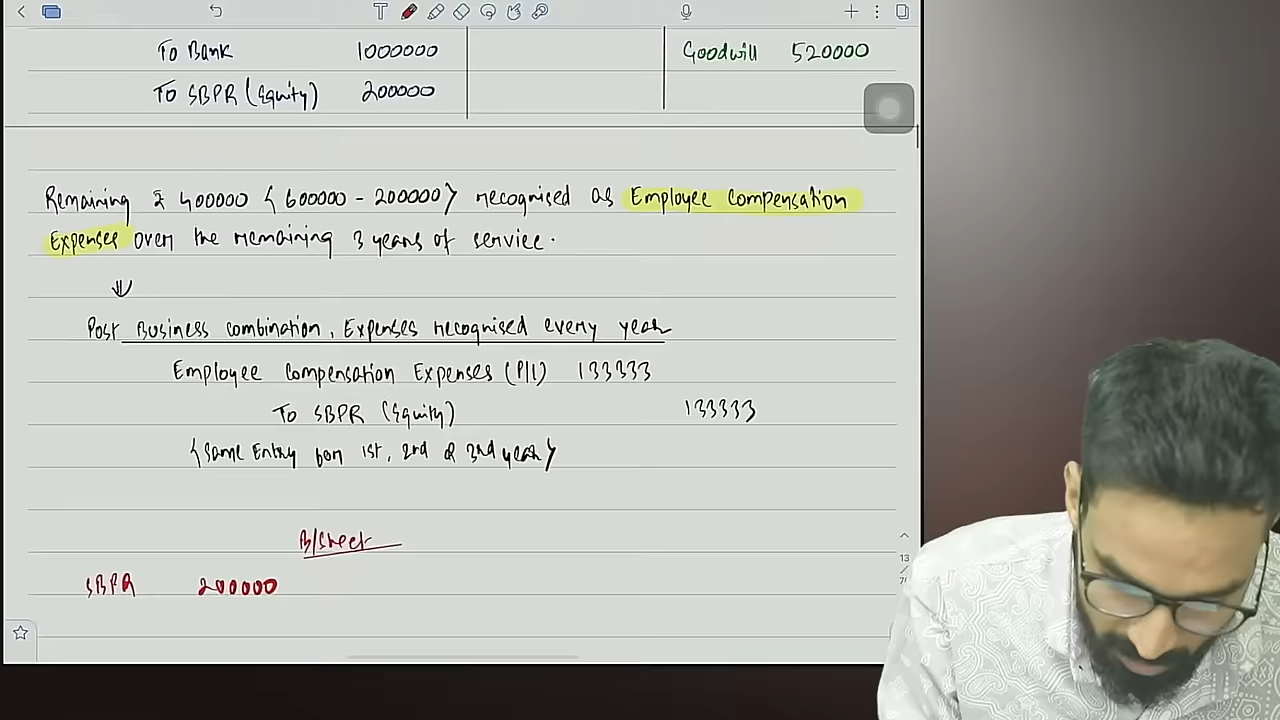 To Bank 1000000 Goodwill 520000
To SBPR (Equity) 200000
Remaining ₹ 400000 { 600000 - 200000 } recognised as Employee compensation
Expenses over the remaining 3 years of service.
⇓
Post Business combination, Expenses recognised every year
Employee Compensation Expenses (P/L) 133333
To SBPR (Equity) 133333
{ Same Entry for 1st, 2nd & 3rd year }
B/Sheet
SBPR 200000
13